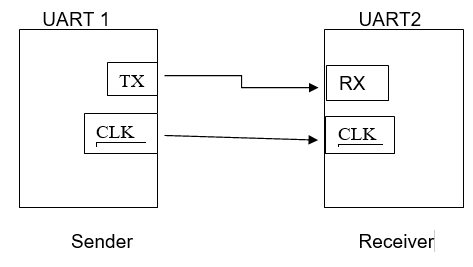 UART 1
UART2
TX
RX
CLK
CLK
Sender
Receiver